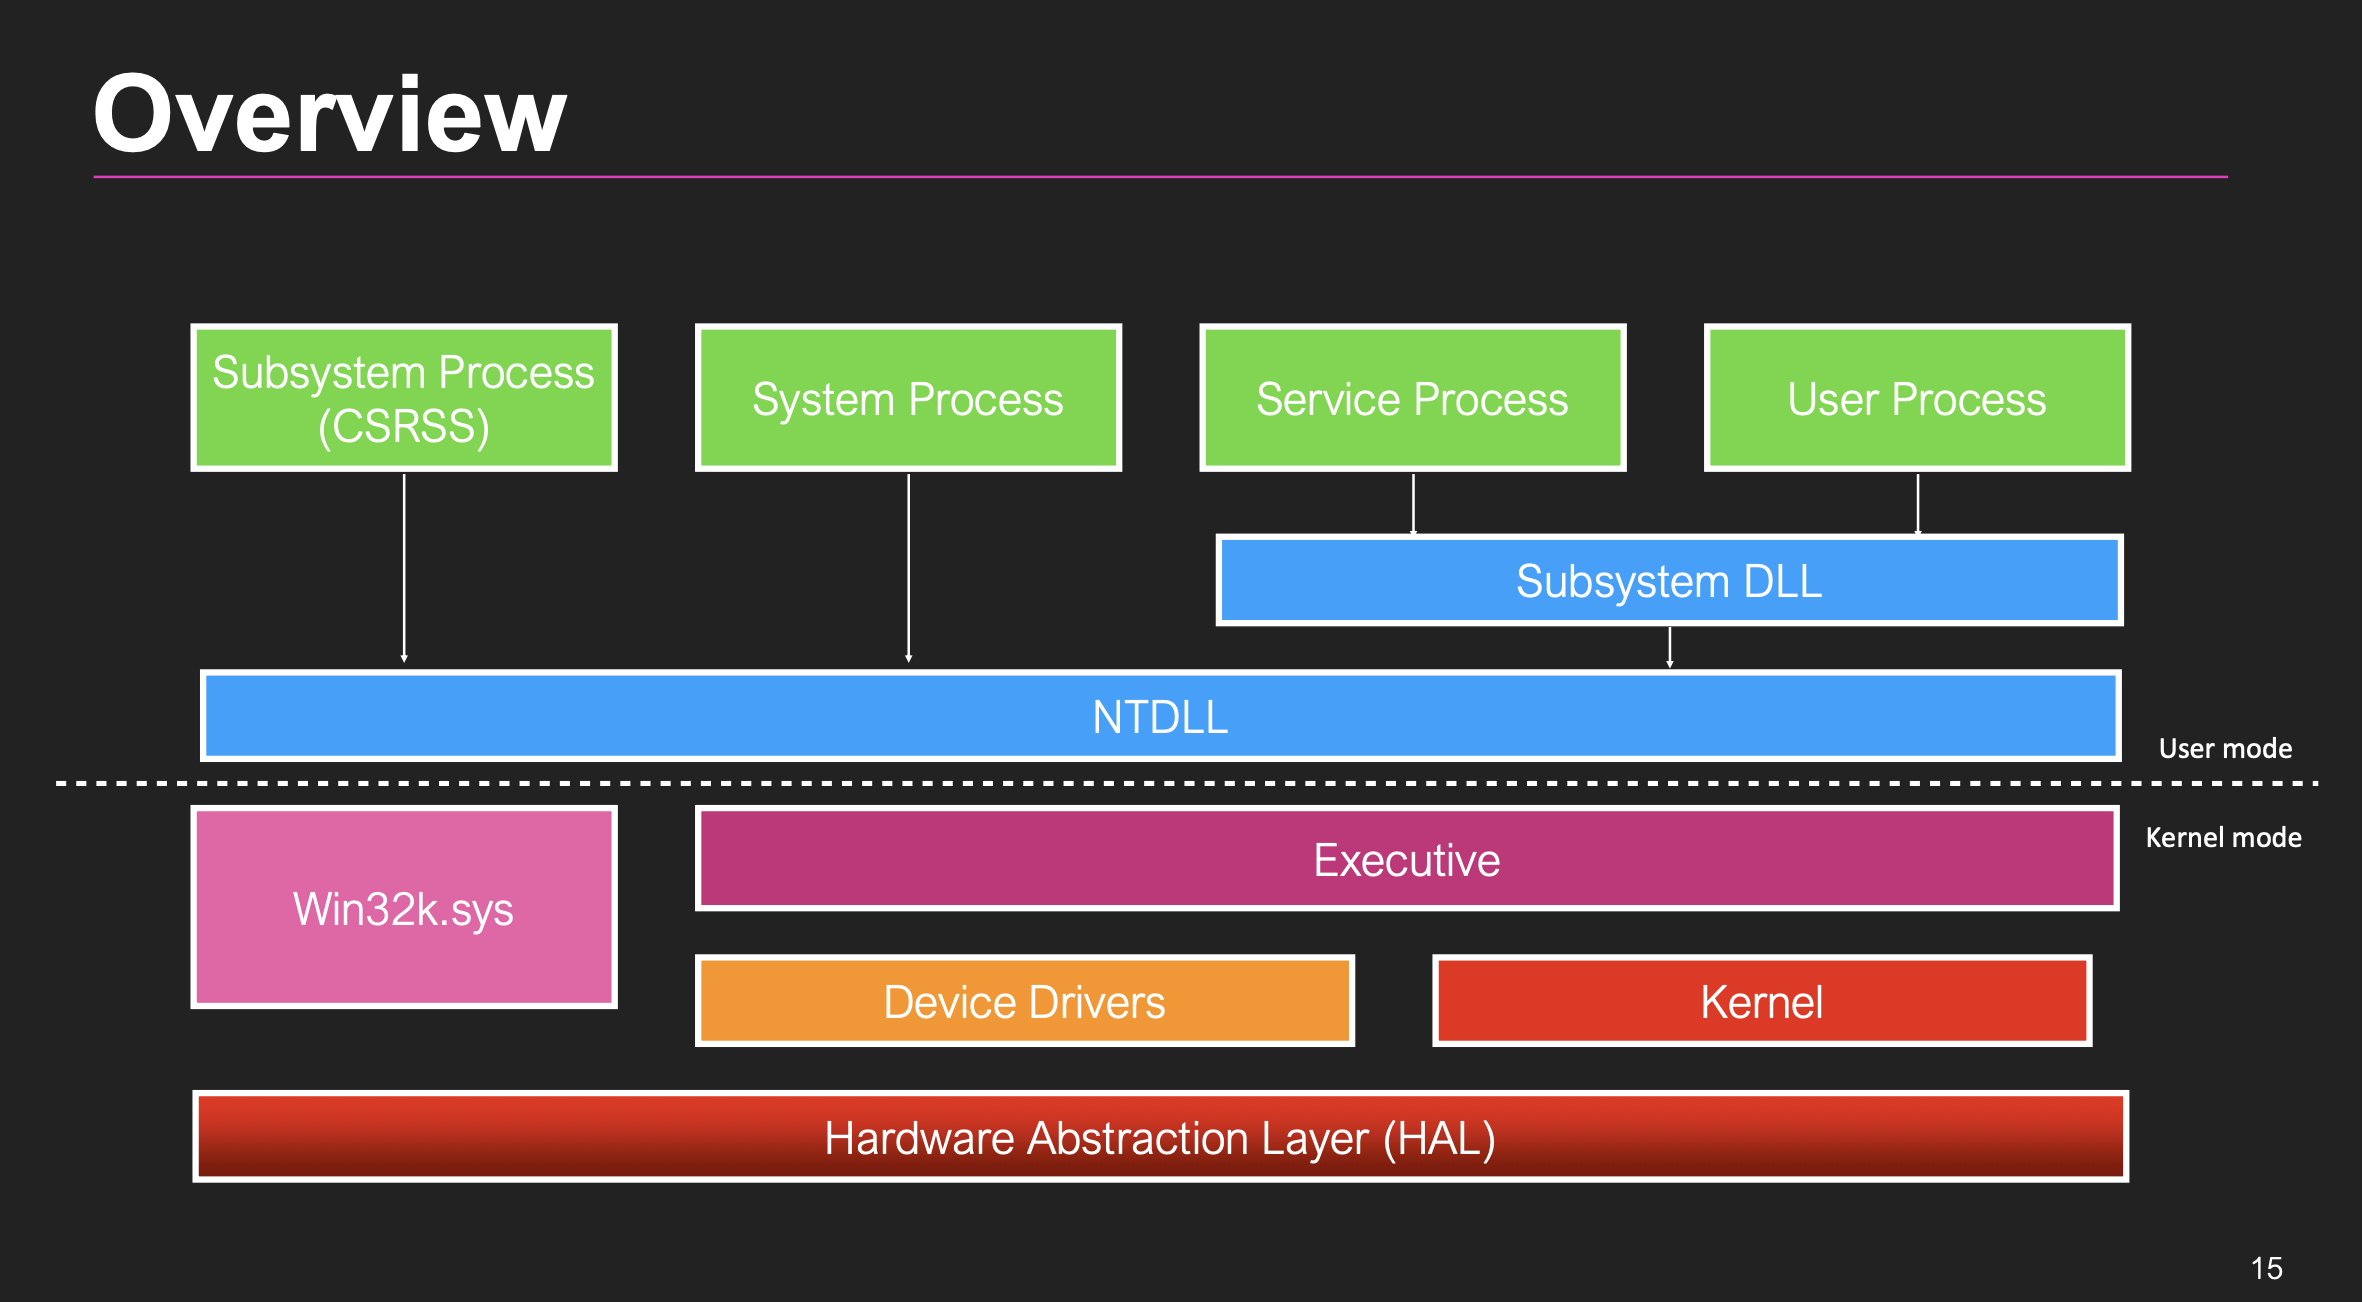 Overview
Subsystem Process
(CSRSS)
System Process
Service Process
User Process
Subsystem DLL
NTDLL
User mode
Kernel mode
Executive
Win32k.sys
Device Drivers
Kernel
Hardware Abstraction Layer (HAL)
15